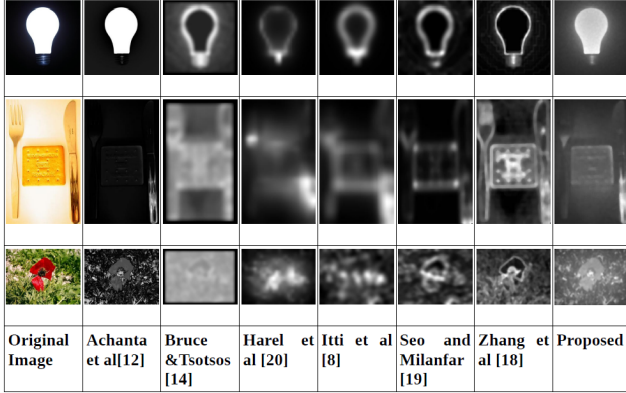 Original Image
Achanta et al[12]
Bruce &Tsotsos [14]
Harel et al [20]
Itti et al [8]
Seo and Milanfar [19]
Zhang et al [18]
Proposed